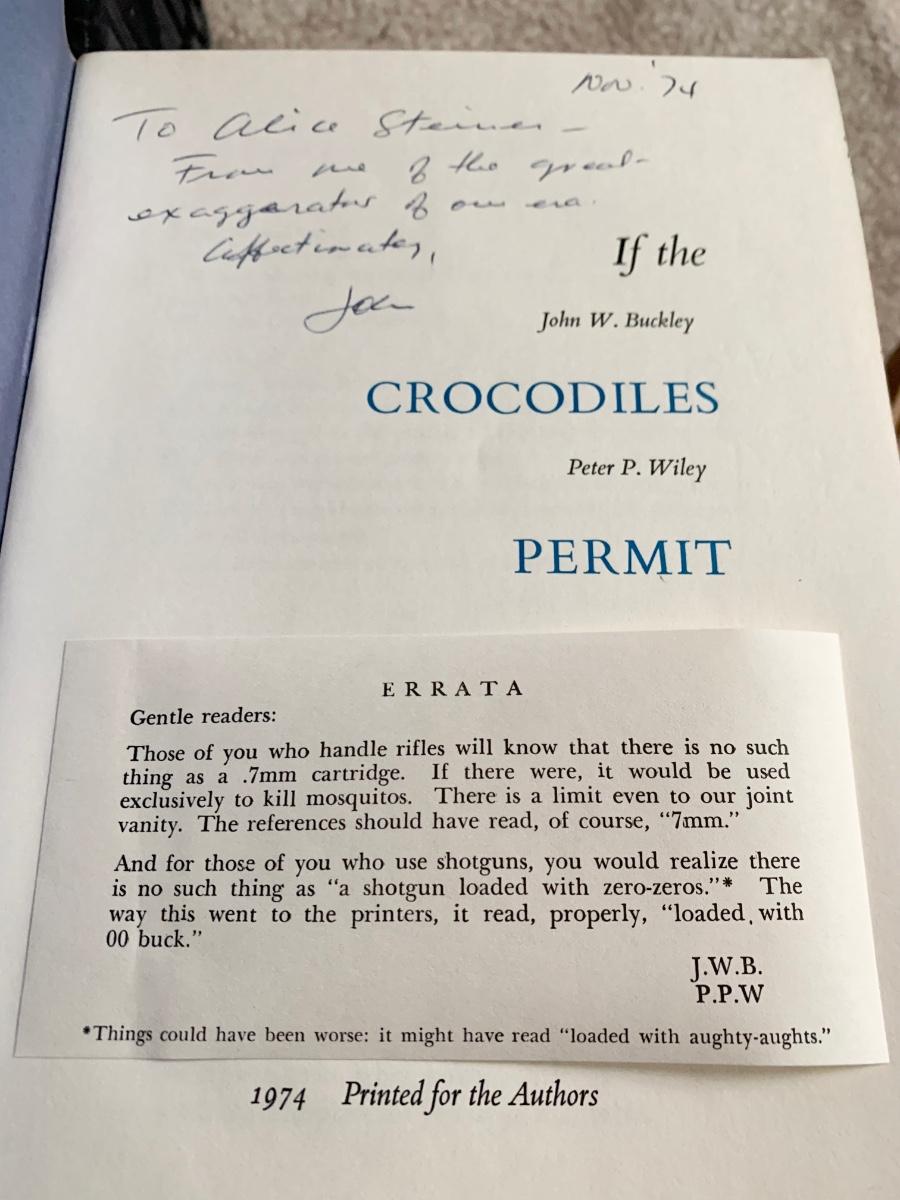 Nov. '74
To Alice Steiner –
From one of the great
exaggerators of our era.
Affectionately,
John
If the
John W. Buckley
CROCODILES
Peter P. Wiley
PERMIT
ERRATA
Gentle readers:
Those of you who handle rifles will know that there is no such
thing as a .7mm cartridge. If there were, it would be used
exclusively to kill mosquitos. There is a limit even to our joint
vanity. The references should have read, of course, "7mm."
And for those of you who use shotguns, you would realize there
is no such thing as "a shotgun loaded with zero-zeros."* The
way this went to the printers, it read, properly, "loaded with
00 buck."
J.W.B.
P.P.W
*Things could have been worse: it might have read "loaded with aughty-aughts."
1974 Printed for the Authors